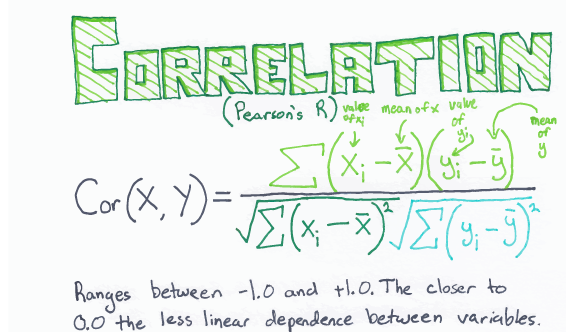 CORRELATION
(Pearson's R)
value of xᵢ
mean of x
value of yᵢ
mean of y
Cor(X, Y) = Σ(xᵢ - x̄)(yᵢ - ȳ) / √Σ(xᵢ - x̄)² √Σ(yᵢ - ȳ)²
Ranges between -1.0 and +1.0. The closer to
0.0 the less linear dependence between variables.